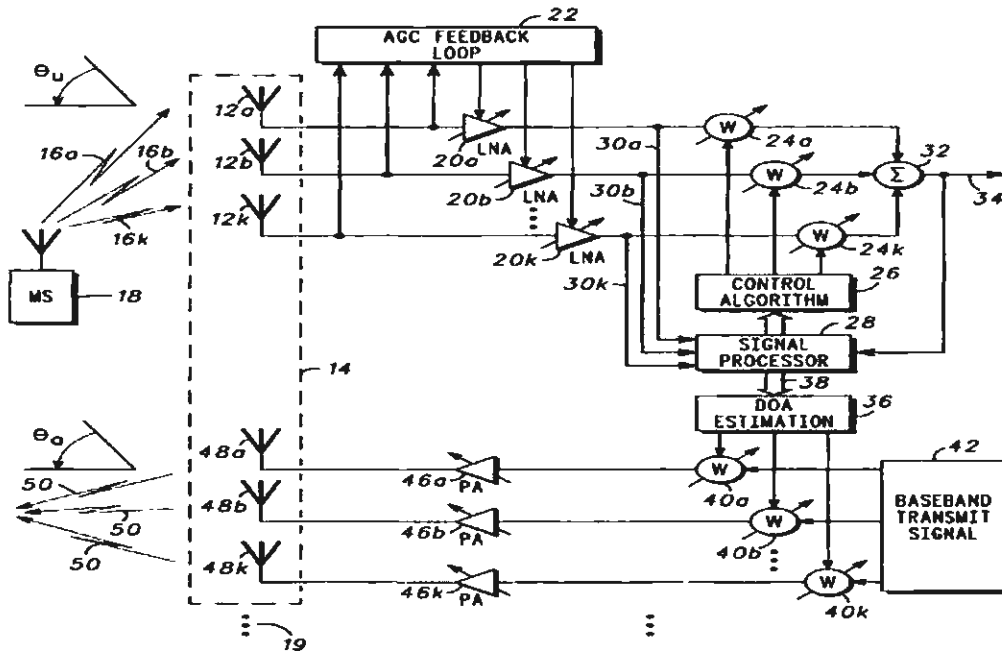 22
AGC FEEDBACK
LOOP
θu
12a
16a
16b
12b
20a
LNA
30a
W
24a
32
Σ
34
12k
16k
20b
LNA
30b
W
24b
20k
LNA
30k
W
24k
MS
18
CONTROL
ALGORITHM
26
28
SIGNAL
PROCESSOR
14
38
36
DOA
ESTIMATION
θa
48a
50
46a
PA
W
40a
42
BASEBAND
TRANSMIT
SIGNAL
48b
50
46b
PA
W
40b
50
48k
46k
PA
W
40k
19